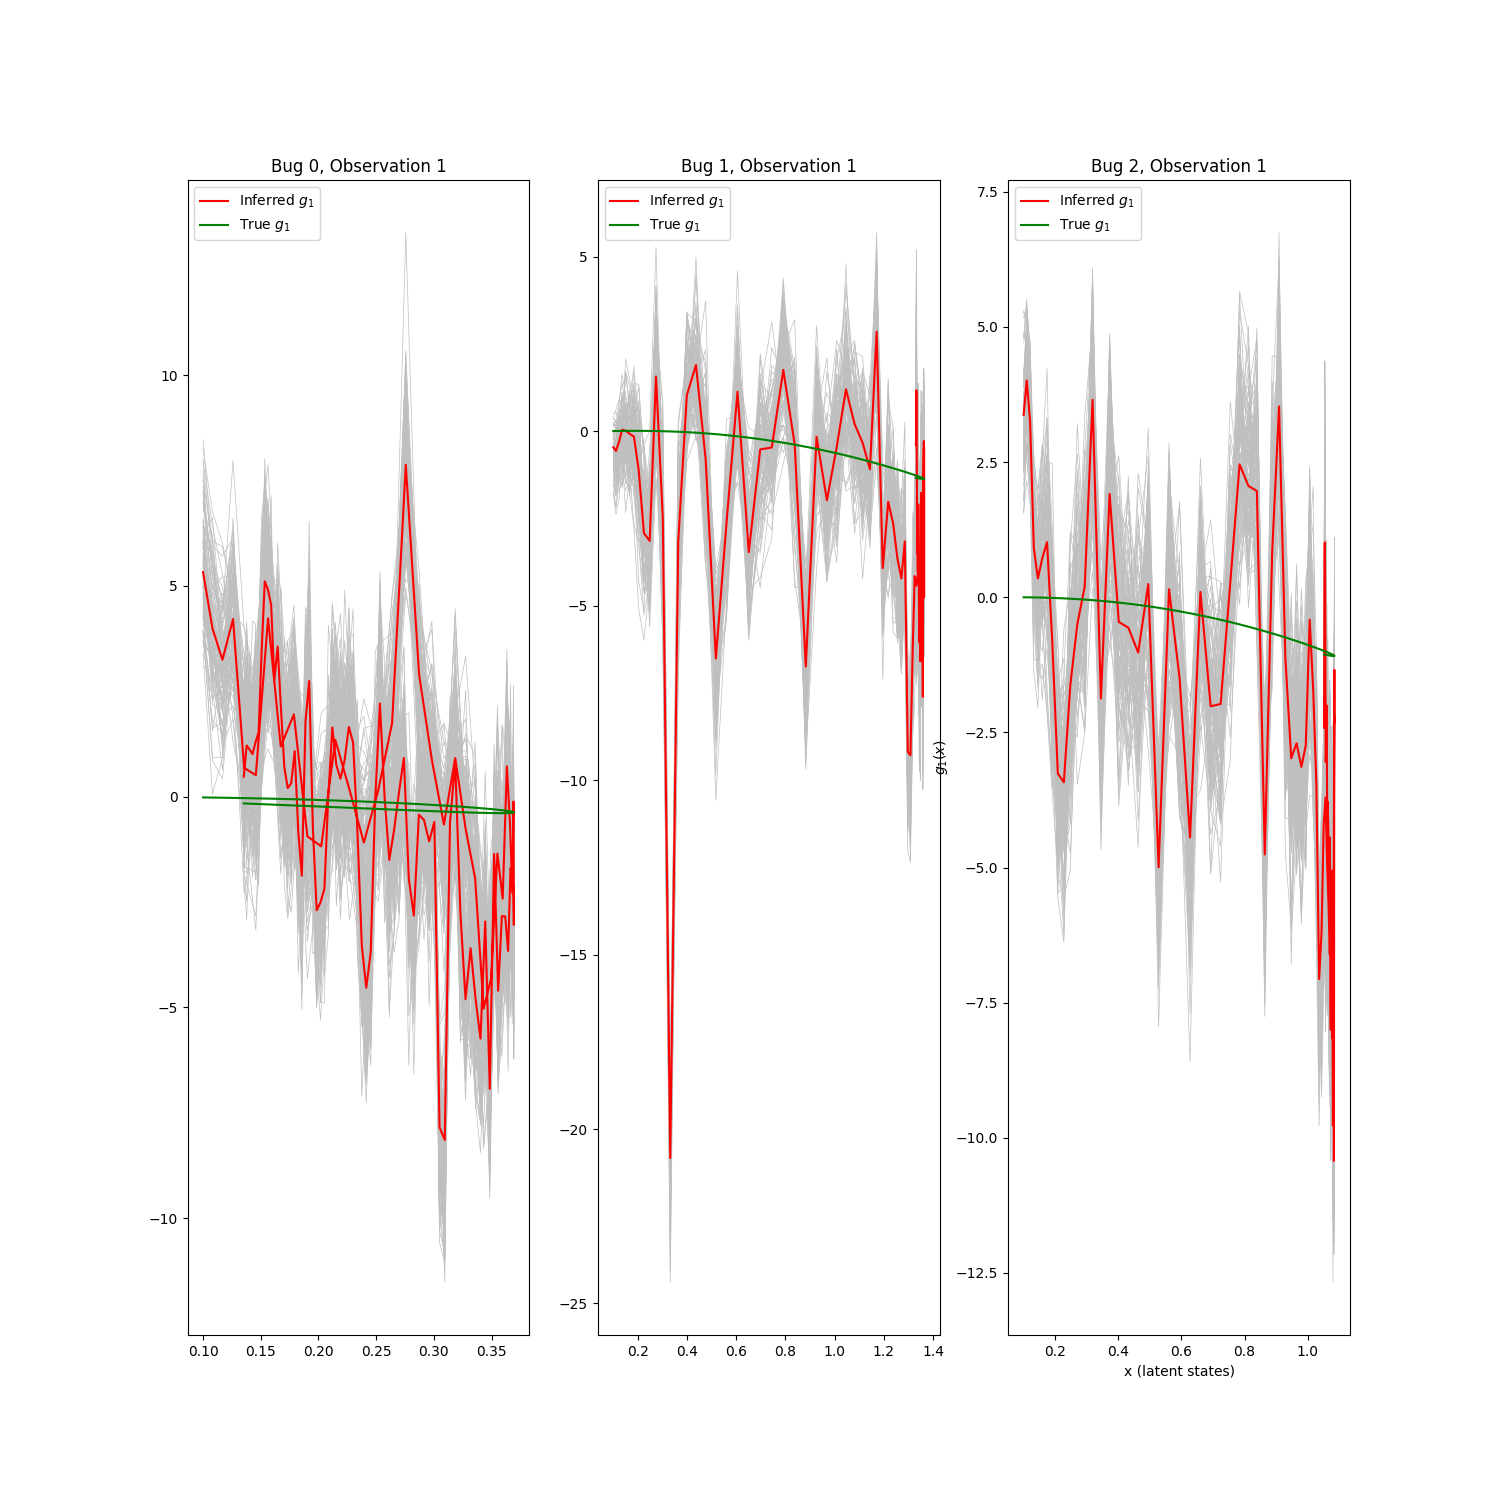 Bug 0, Observation 1
Inferred g₁
True g₁
10
5
0
−5
−10
0.10 0.15 0.20 0.25 0.30 0.35
Bug 1, Observation 1
Inferred g₁
True g₁
5
0
−5
−10
−15
−20
−25
0.2 0.4 0.6 0.8 1.0 1.2 1.4
Bug 2, Observation 1
Inferred g₁
True g₁
g₁(x)
7.5
5.0
2.5
0.0
−2.5
−5.0
−7.5
−10.0
−12.5
0.2 0.4 0.6 0.8 1.0
x (latent states)